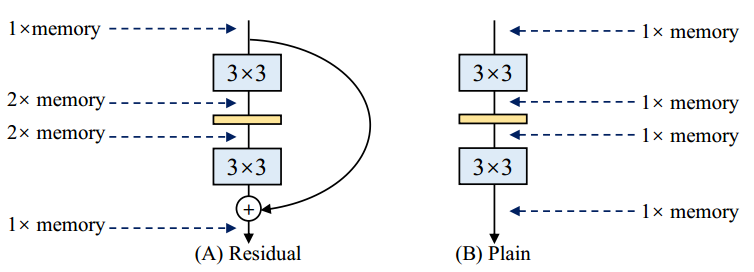 1×memory
3×3
2× memory
2× memory
3×3
+
1× memory
(A) Residual
1× memory
3×3
1× memory
1× memory
3×3
1× memory
(B) Plain